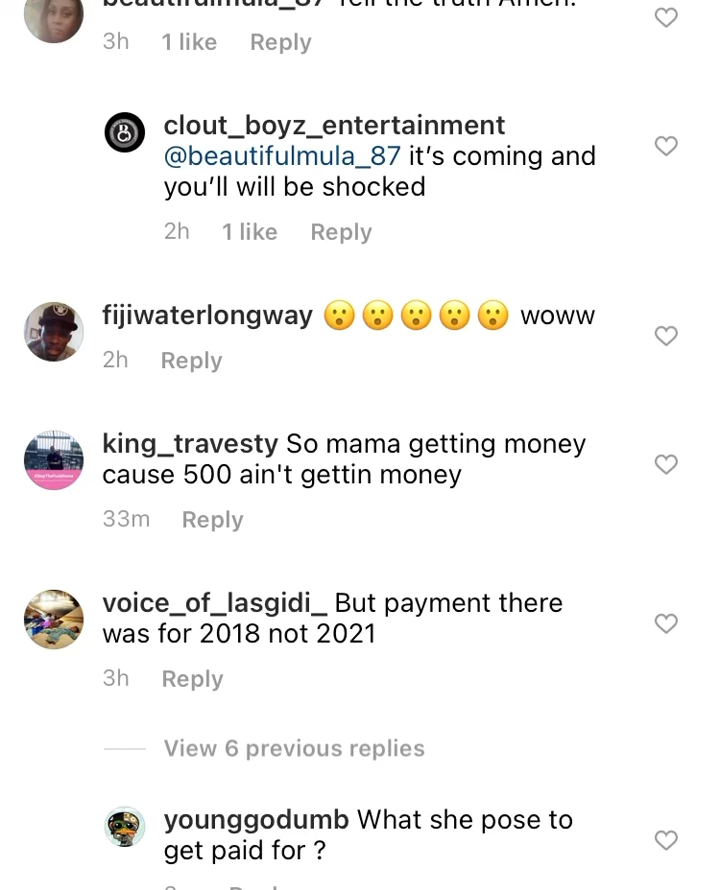 beautifulmula_87 Tell the truth Amen!
3h 1 like Reply
clout_boyz_entertainment
@beautifulmula_87 it’s coming and
you’ll will be shocked
2h 1 like Reply
fijiwaterlongway 😮😮😮😮😮 woww
2h Reply
king_travesty So mama getting money
cause 500 ain't gettin money
33m Reply
voice_of_lasgidi_ But payment there
was for 2018 not 2021
3h Reply
View 6 previous replies
younggodumb What she pose to
get paid for ?
Reply